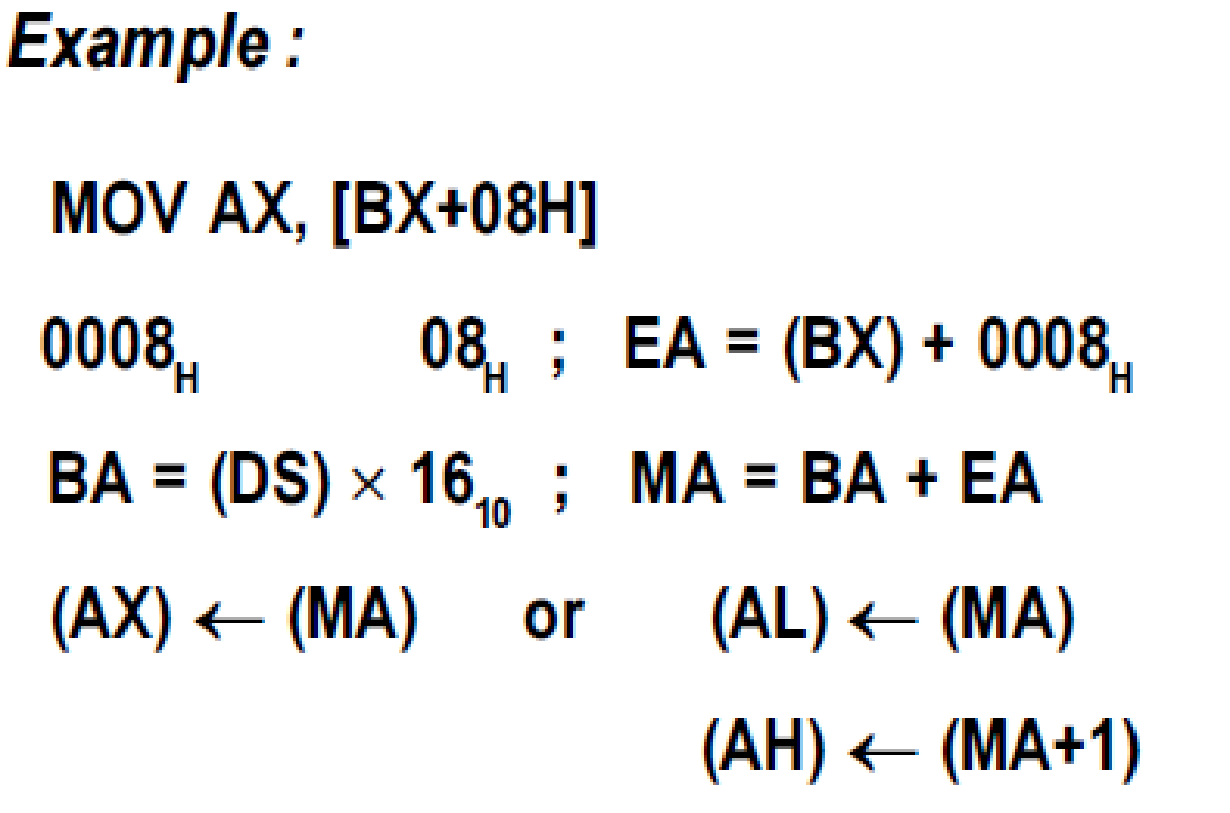 Example :
MOV AX, [BX+08H]
0008H 08H ; EA = (BX) + 0008H
BA = (DS) × 1610 ; MA = BA + EA
(AX) ← (MA) or (AL) ← (MA)
(AH) ← (MA+1)